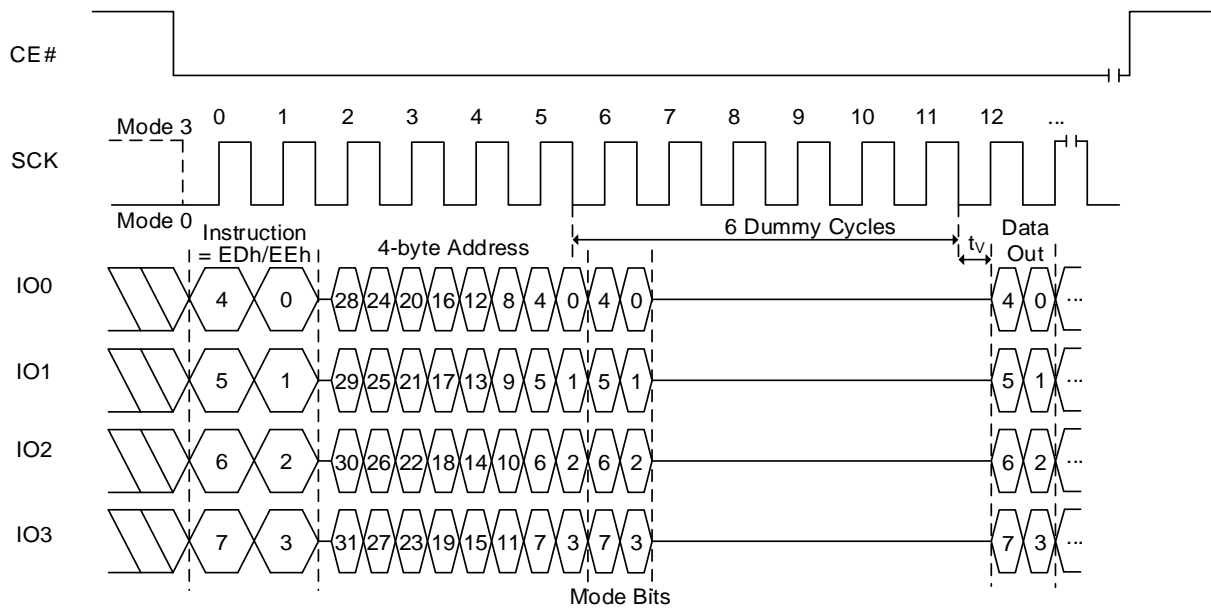 CE#
0 1 2 3 4 5 6 7 8 9 10 11 12 ...
Mode 3
SCK
Mode 0
Instruction
= EDh/EEh
4-byte Address
6 Dummy Cycles
tV
Data
Out
IO0
4 0 28 24 20 16 12 8 4 0 4 0 4 0 ...
IO1
5 1 29 25 21 17 13 9 5 1 5 1 5 1 ...
IO2
6 2 30 26 22 18 14 10 6 2 6 2 6 2 ...
IO3
7 3 31 27 23 19 15 11 7 3 7 3 7 3 ...
Mode Bits